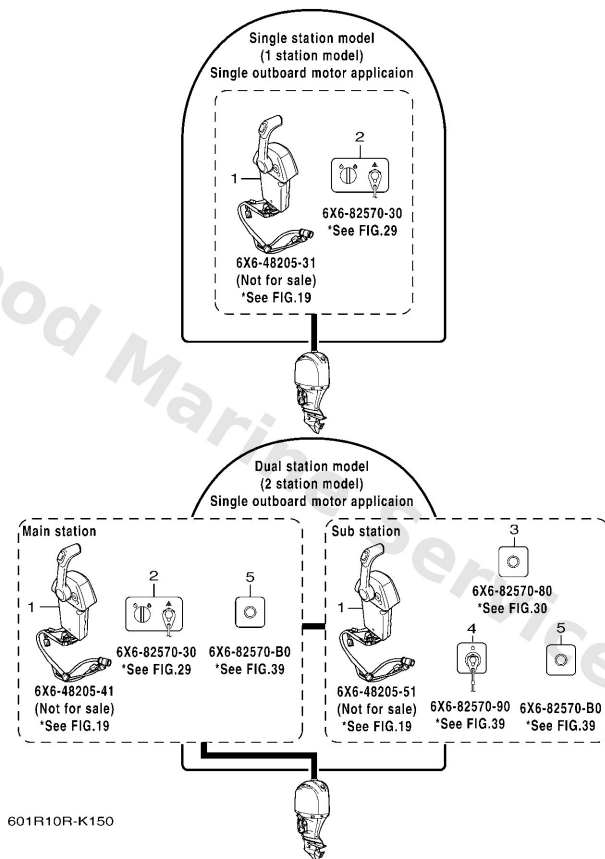 Single station model
(1 station model)
Single outboard motor applicaion
1
2
6X6-82570-30
*See FIG.29
6X6-48205-31
(Not for sale)
*See FIG.19
Dual station model
(2 station model)
Single outboard motor applicaion
Main station
1
2
6X6-82570-30
*See FIG.29
5
6X6-82570-B0
*See FIG.39
6X6-48205-41
(Not for sale)
*See FIG.19
Sub station
3
6X6-82570-80
*See FIG.30
1
4
6X6-82570-90
*See FIG.39
5
6X6-82570-B0
*See FIG.39
6X6-48205-51
(Not for sale)
*See FIG.19
601R10R-K150
ood Marine Service